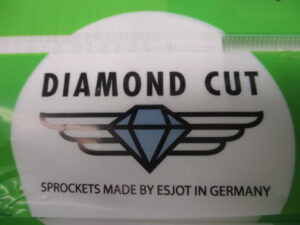 DIAMOND CUT
SPROCKETS MADE BY ESJOT IN GERMANY